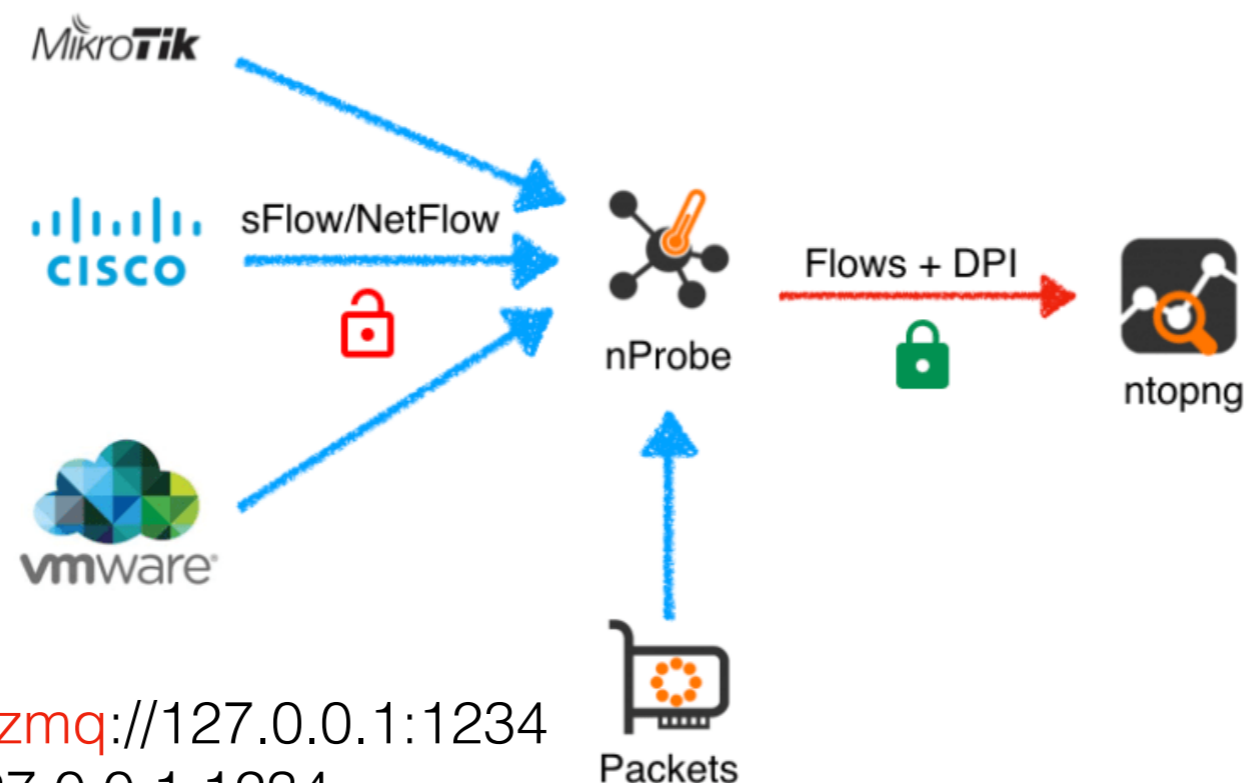 MikroTik
sFlow/NetFlow
CISCO
Flows + DPI
nProbe
ntopng
vmware®
zmq://127.0.0.1:1234
Packets